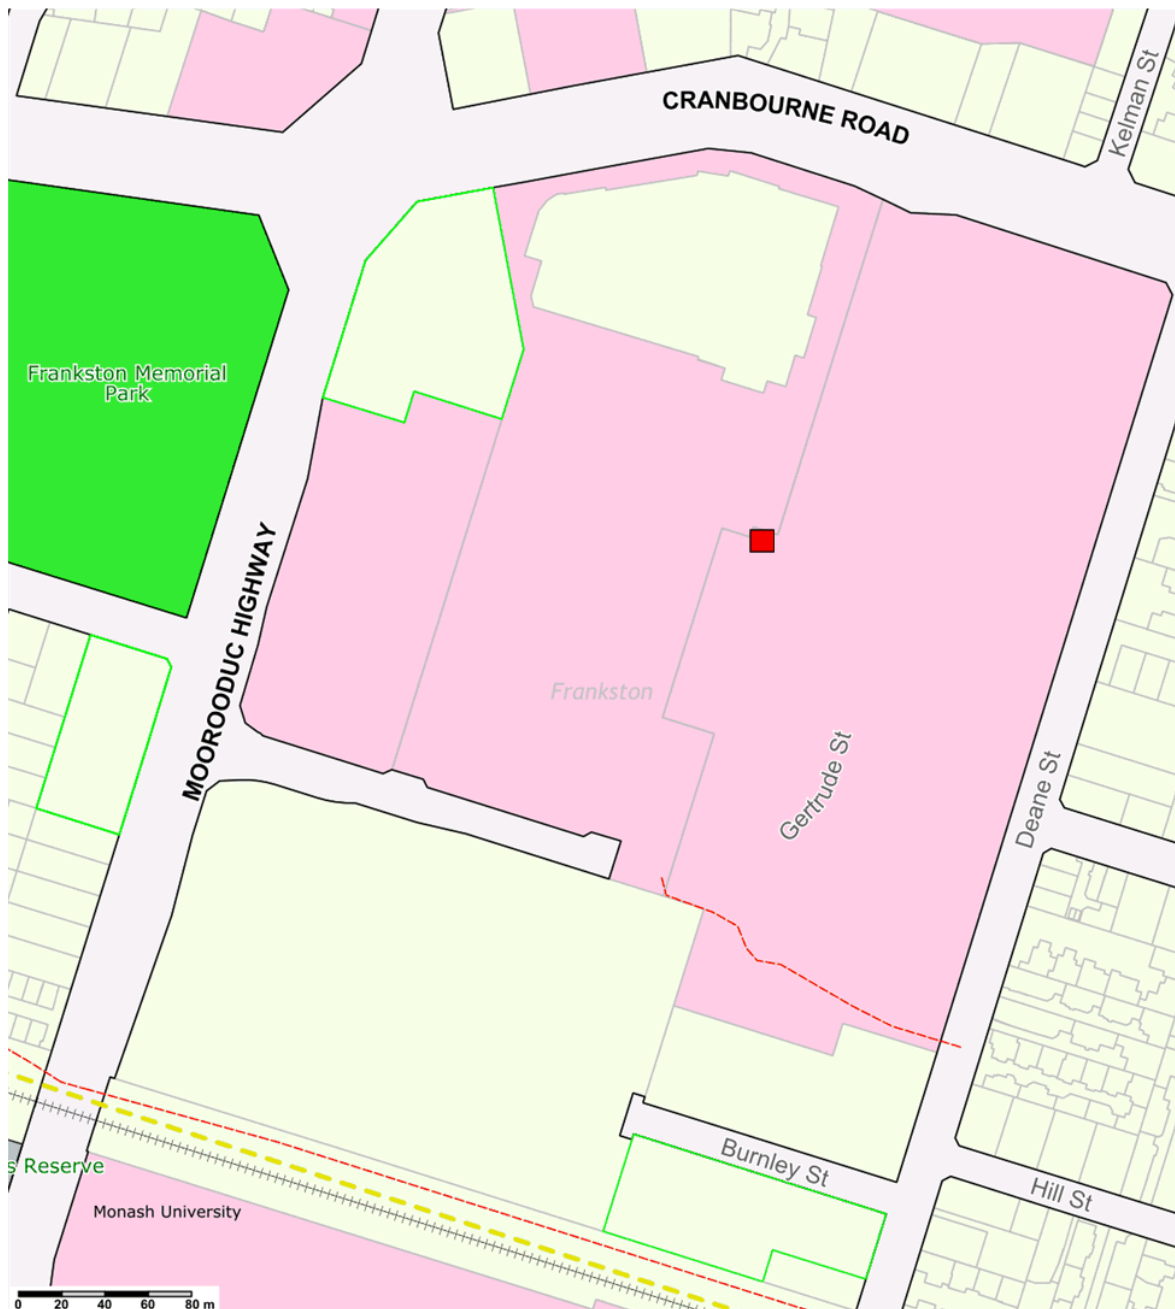 CRANBOURNE ROAD
Kelman St
Frankston Memorial
Park
MOOROODUC HIGHWAY
Frankston
Gertrude St
Deane St
Burnley St
s Reserve
Hill St
Monash University
0 20 40 60 80 m